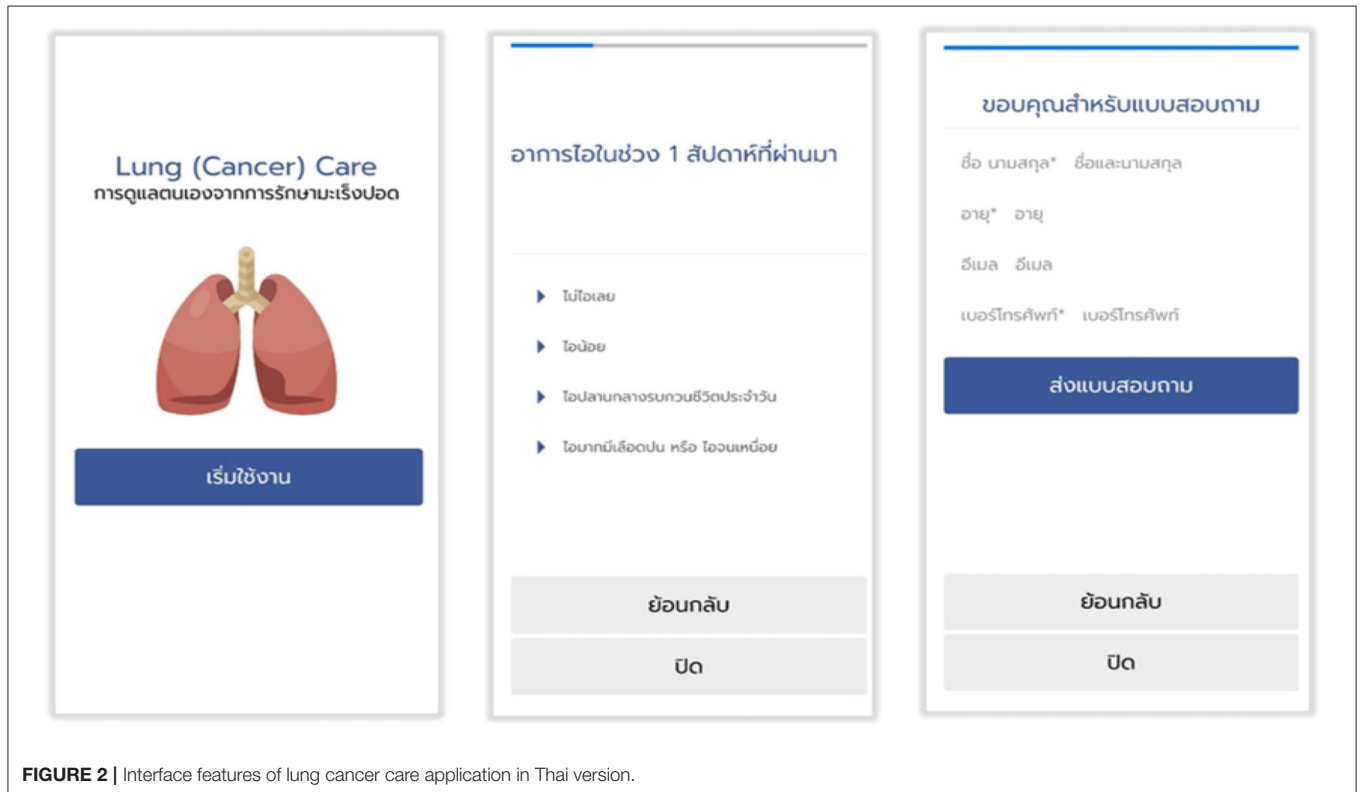 Lung (Cancer) Care
การดูแลตนเองจากการรักษามะเร็งปอด
เริ่มใช้งาน
อาการไอในช่วง 1 สัปดาห์ที่ผ่านมา
ไม่ไอเลย
ไอน้อย
ไอปลานกลางรบกวนชีวิตประจำวัน
ไอมากมีเลือดปน หรือ ไอจนเหนื่อย
ย้อนกลับ
ปิด
ขอบคุณสำหรับแบบสอบถาม
ชื่อ นามสกุล* ชื่อและนามสกุล
อายุ* อายุ
อีเมล อีเมล
เบอร์โทรศัพท์* เบอร์โทรศัพท์
ส่งแบบสอบถาม
ย้อนกลับ
ปิด
FIGURE 2 | Interface features of lung cancer care application in Thai version.